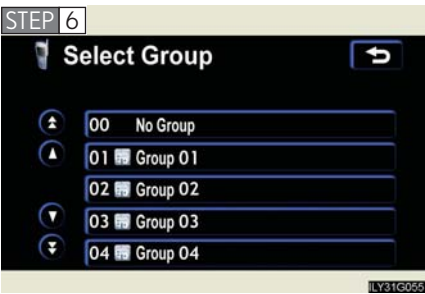 STEP 6
Select Group
00 No Group
01 Group 01
02 Group 02
03 Group 03
04 Group 04
ILY31G055